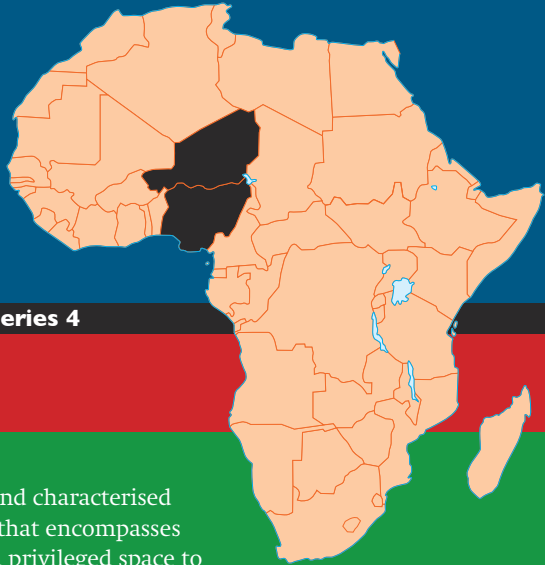 eries 4
nd characterised
that encompasses
privileged space to